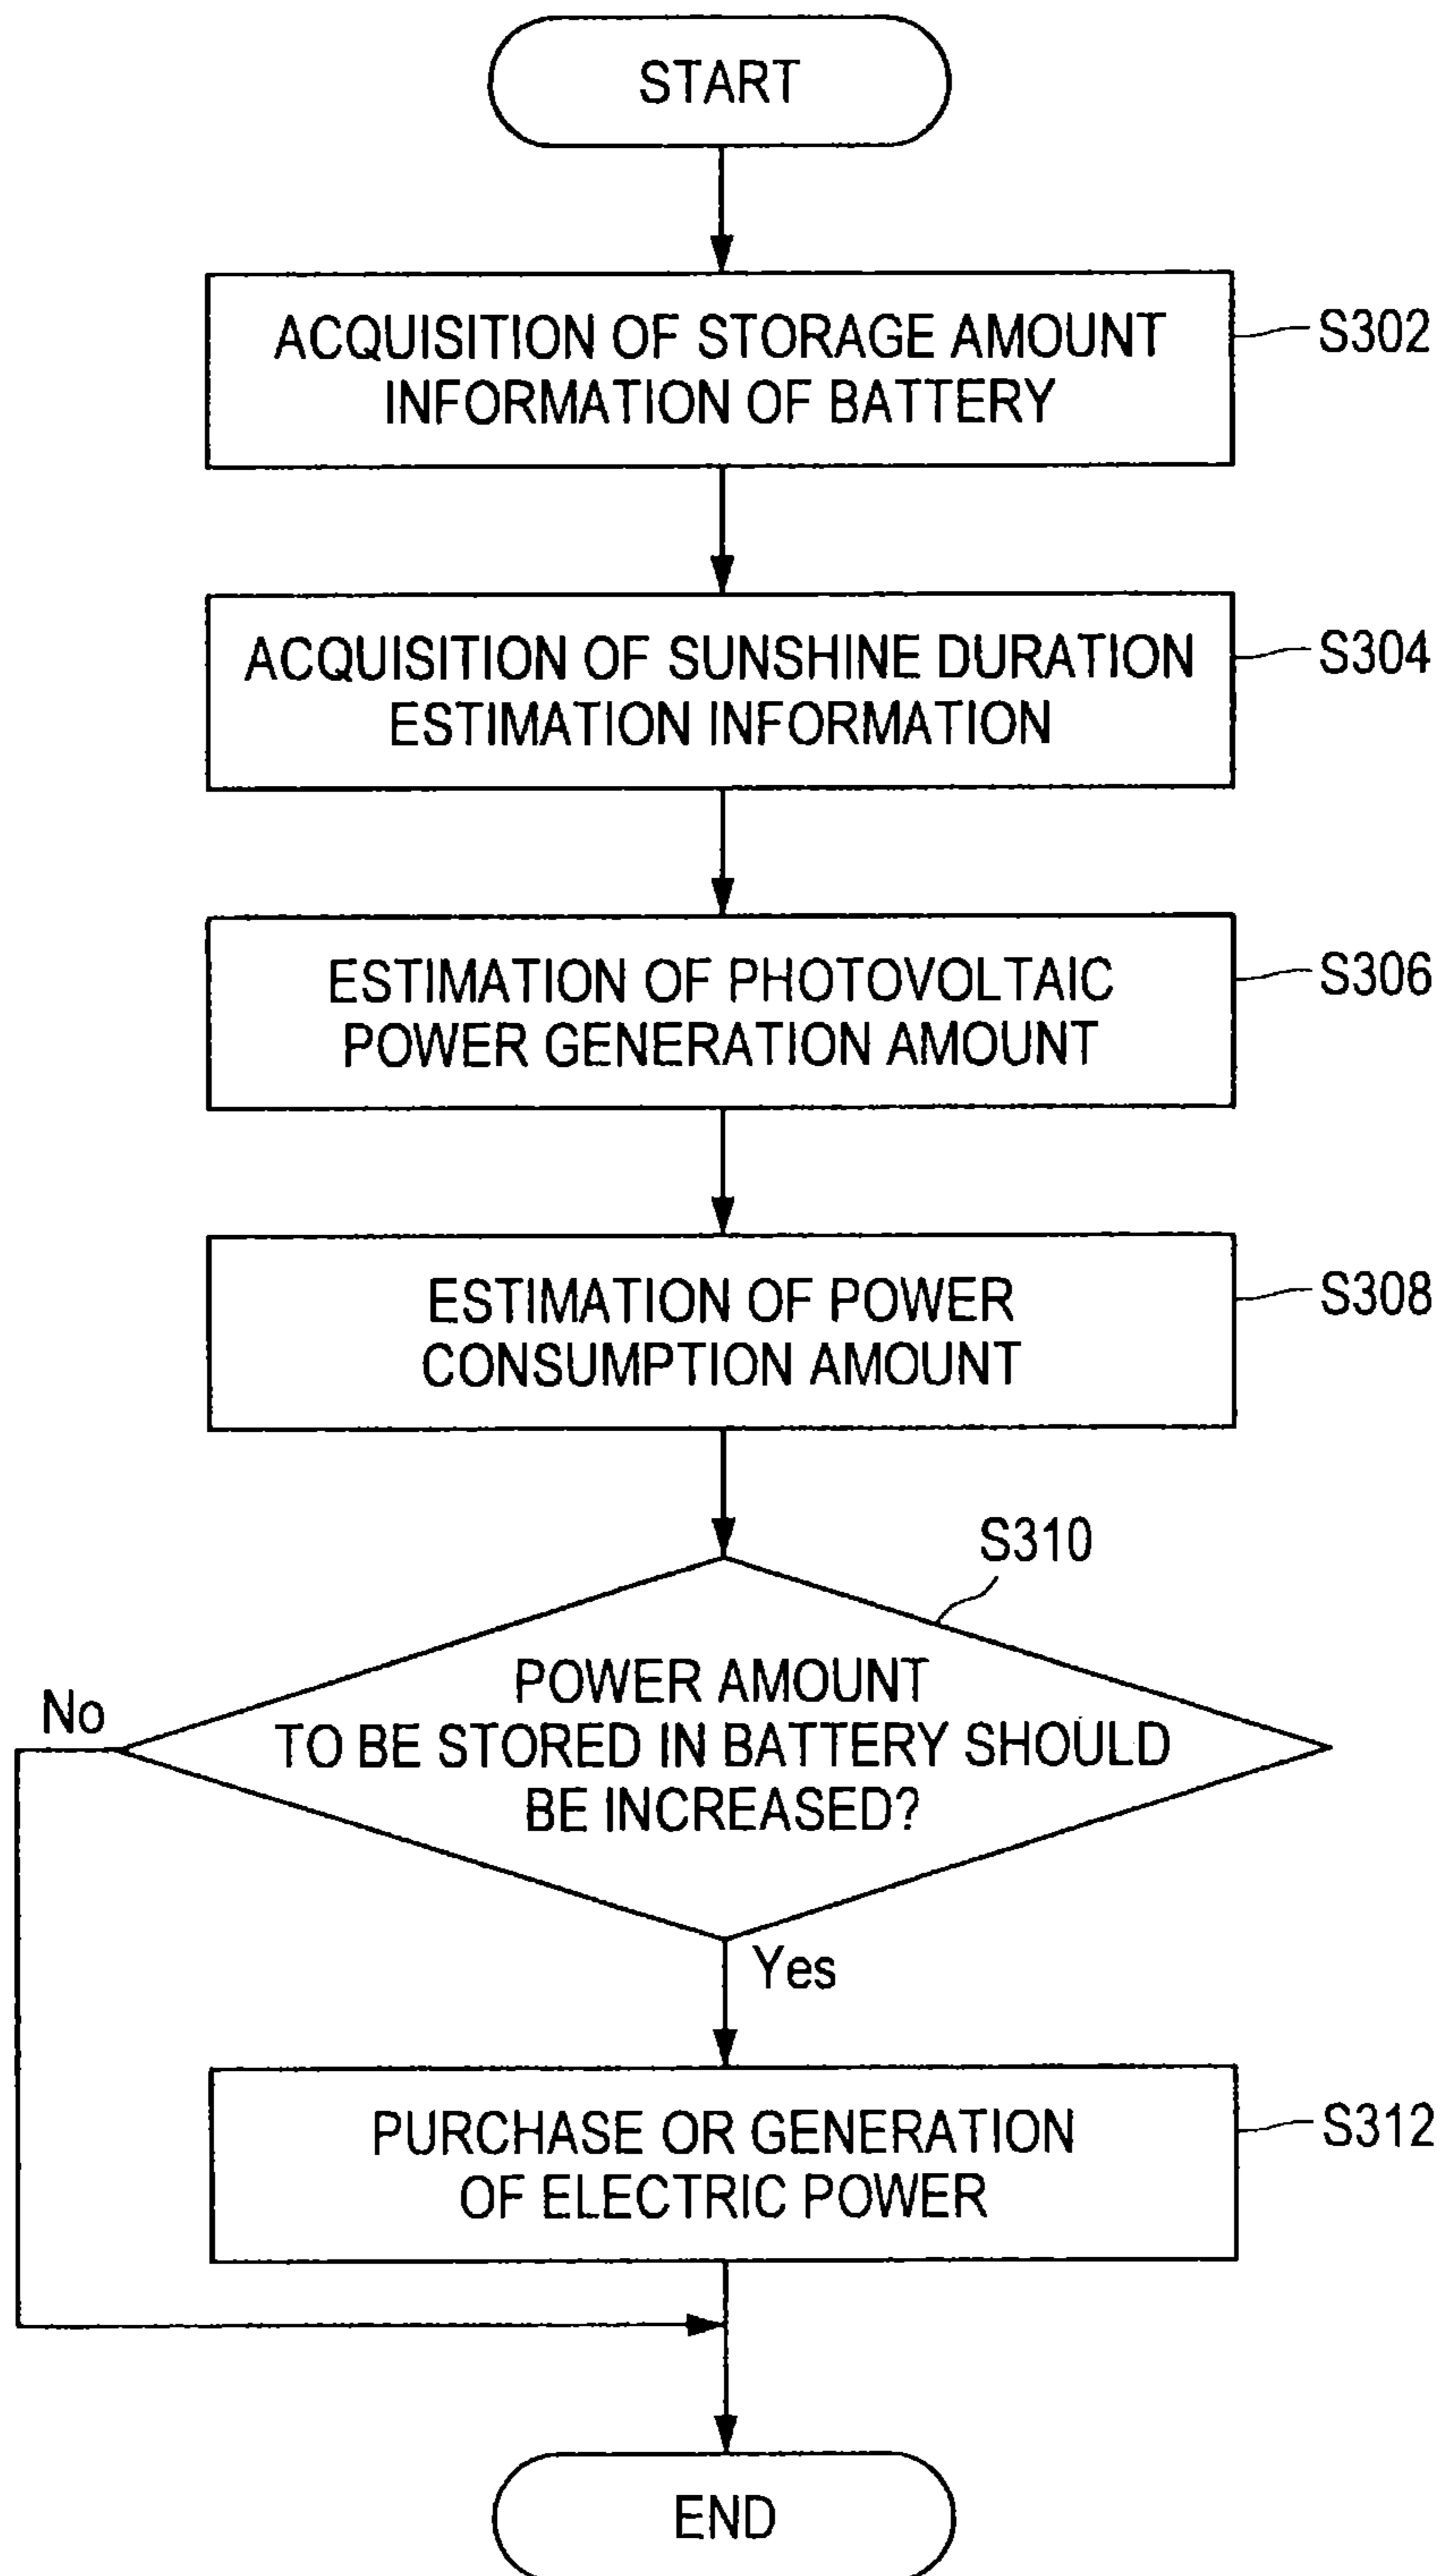 START
ACQUISITION OF STORAGE AMOUNT
INFORMATION OF BATTERY
S302
ACQUISITION OF SUNSHINE DURATION
ESTIMATION INFORMATION
S304
ESTIMATION OF PHOTOVOLTAIC
POWER GENERATION AMOUNT
S306
ESTIMATION OF POWER
CONSUMPTION AMOUNT
S308
S310
POWER AMOUNT
TO BE STORED IN BATTERY SHOULD
BE INCREASED?
No
Yes
PURCHASE OR GENERATION
OF ELECTRIC POWER
S312
END